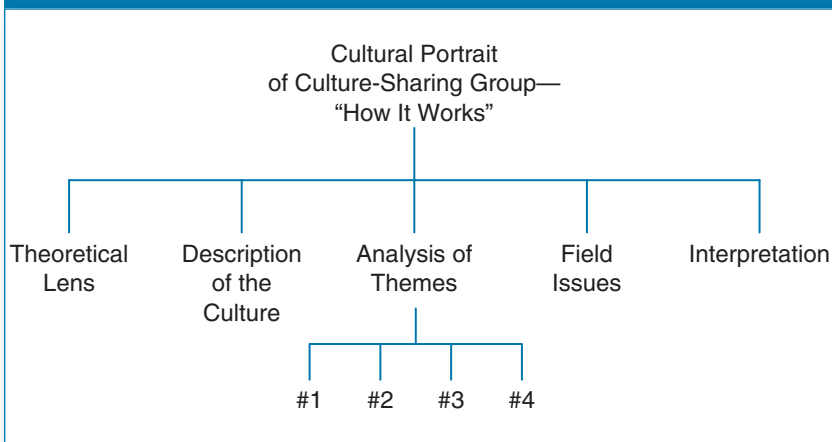 Cultural Portrait
of Culture-Sharing Group—
“How It Works”
Theoretical
Lens
Description
of the
Culture
Analysis of
Themes
Field
Issues
Interpretation
#1 #2 #3 #4